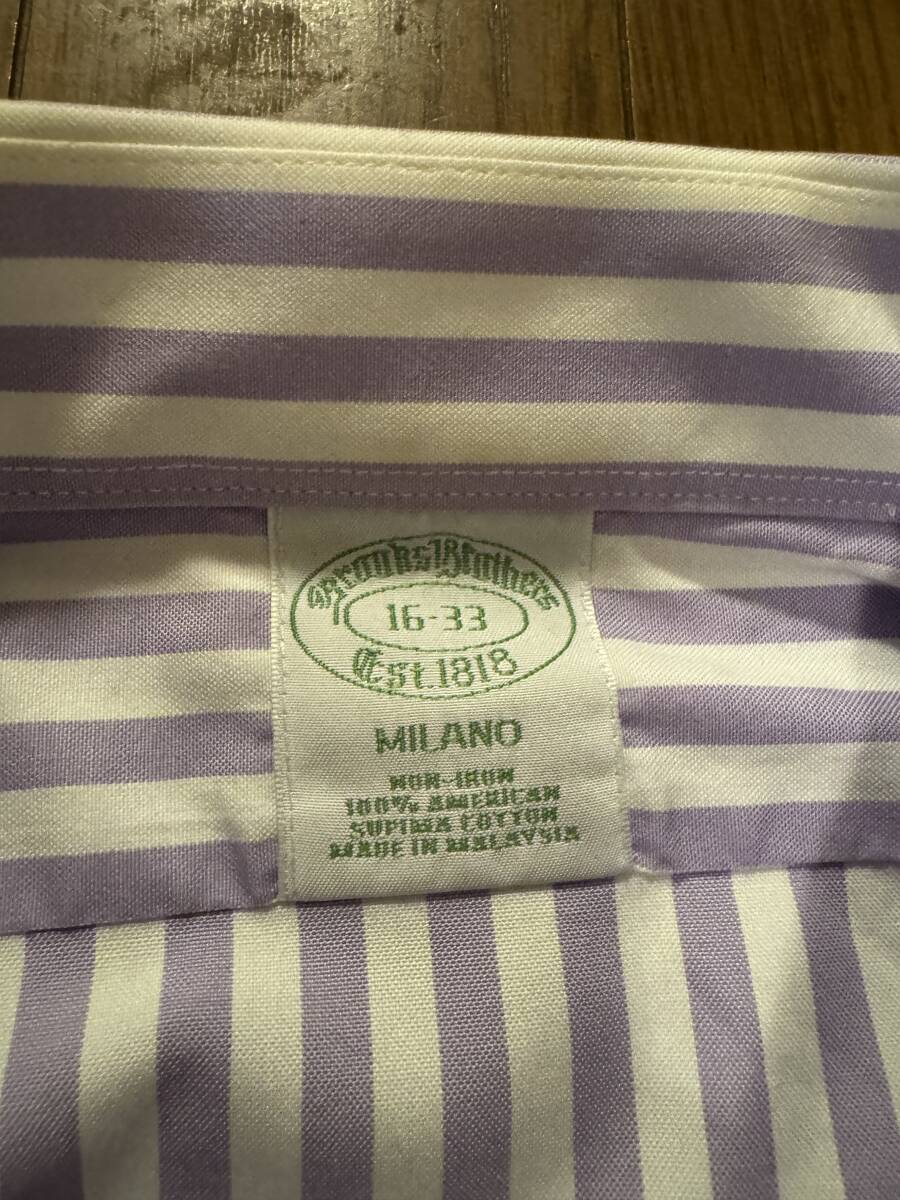 Brooks Brothers
16-33
Est. 1818
MILANO
NON-IRON
100% AMERICAN
SUPIMA COTTON
MADE IN MALAYSIA